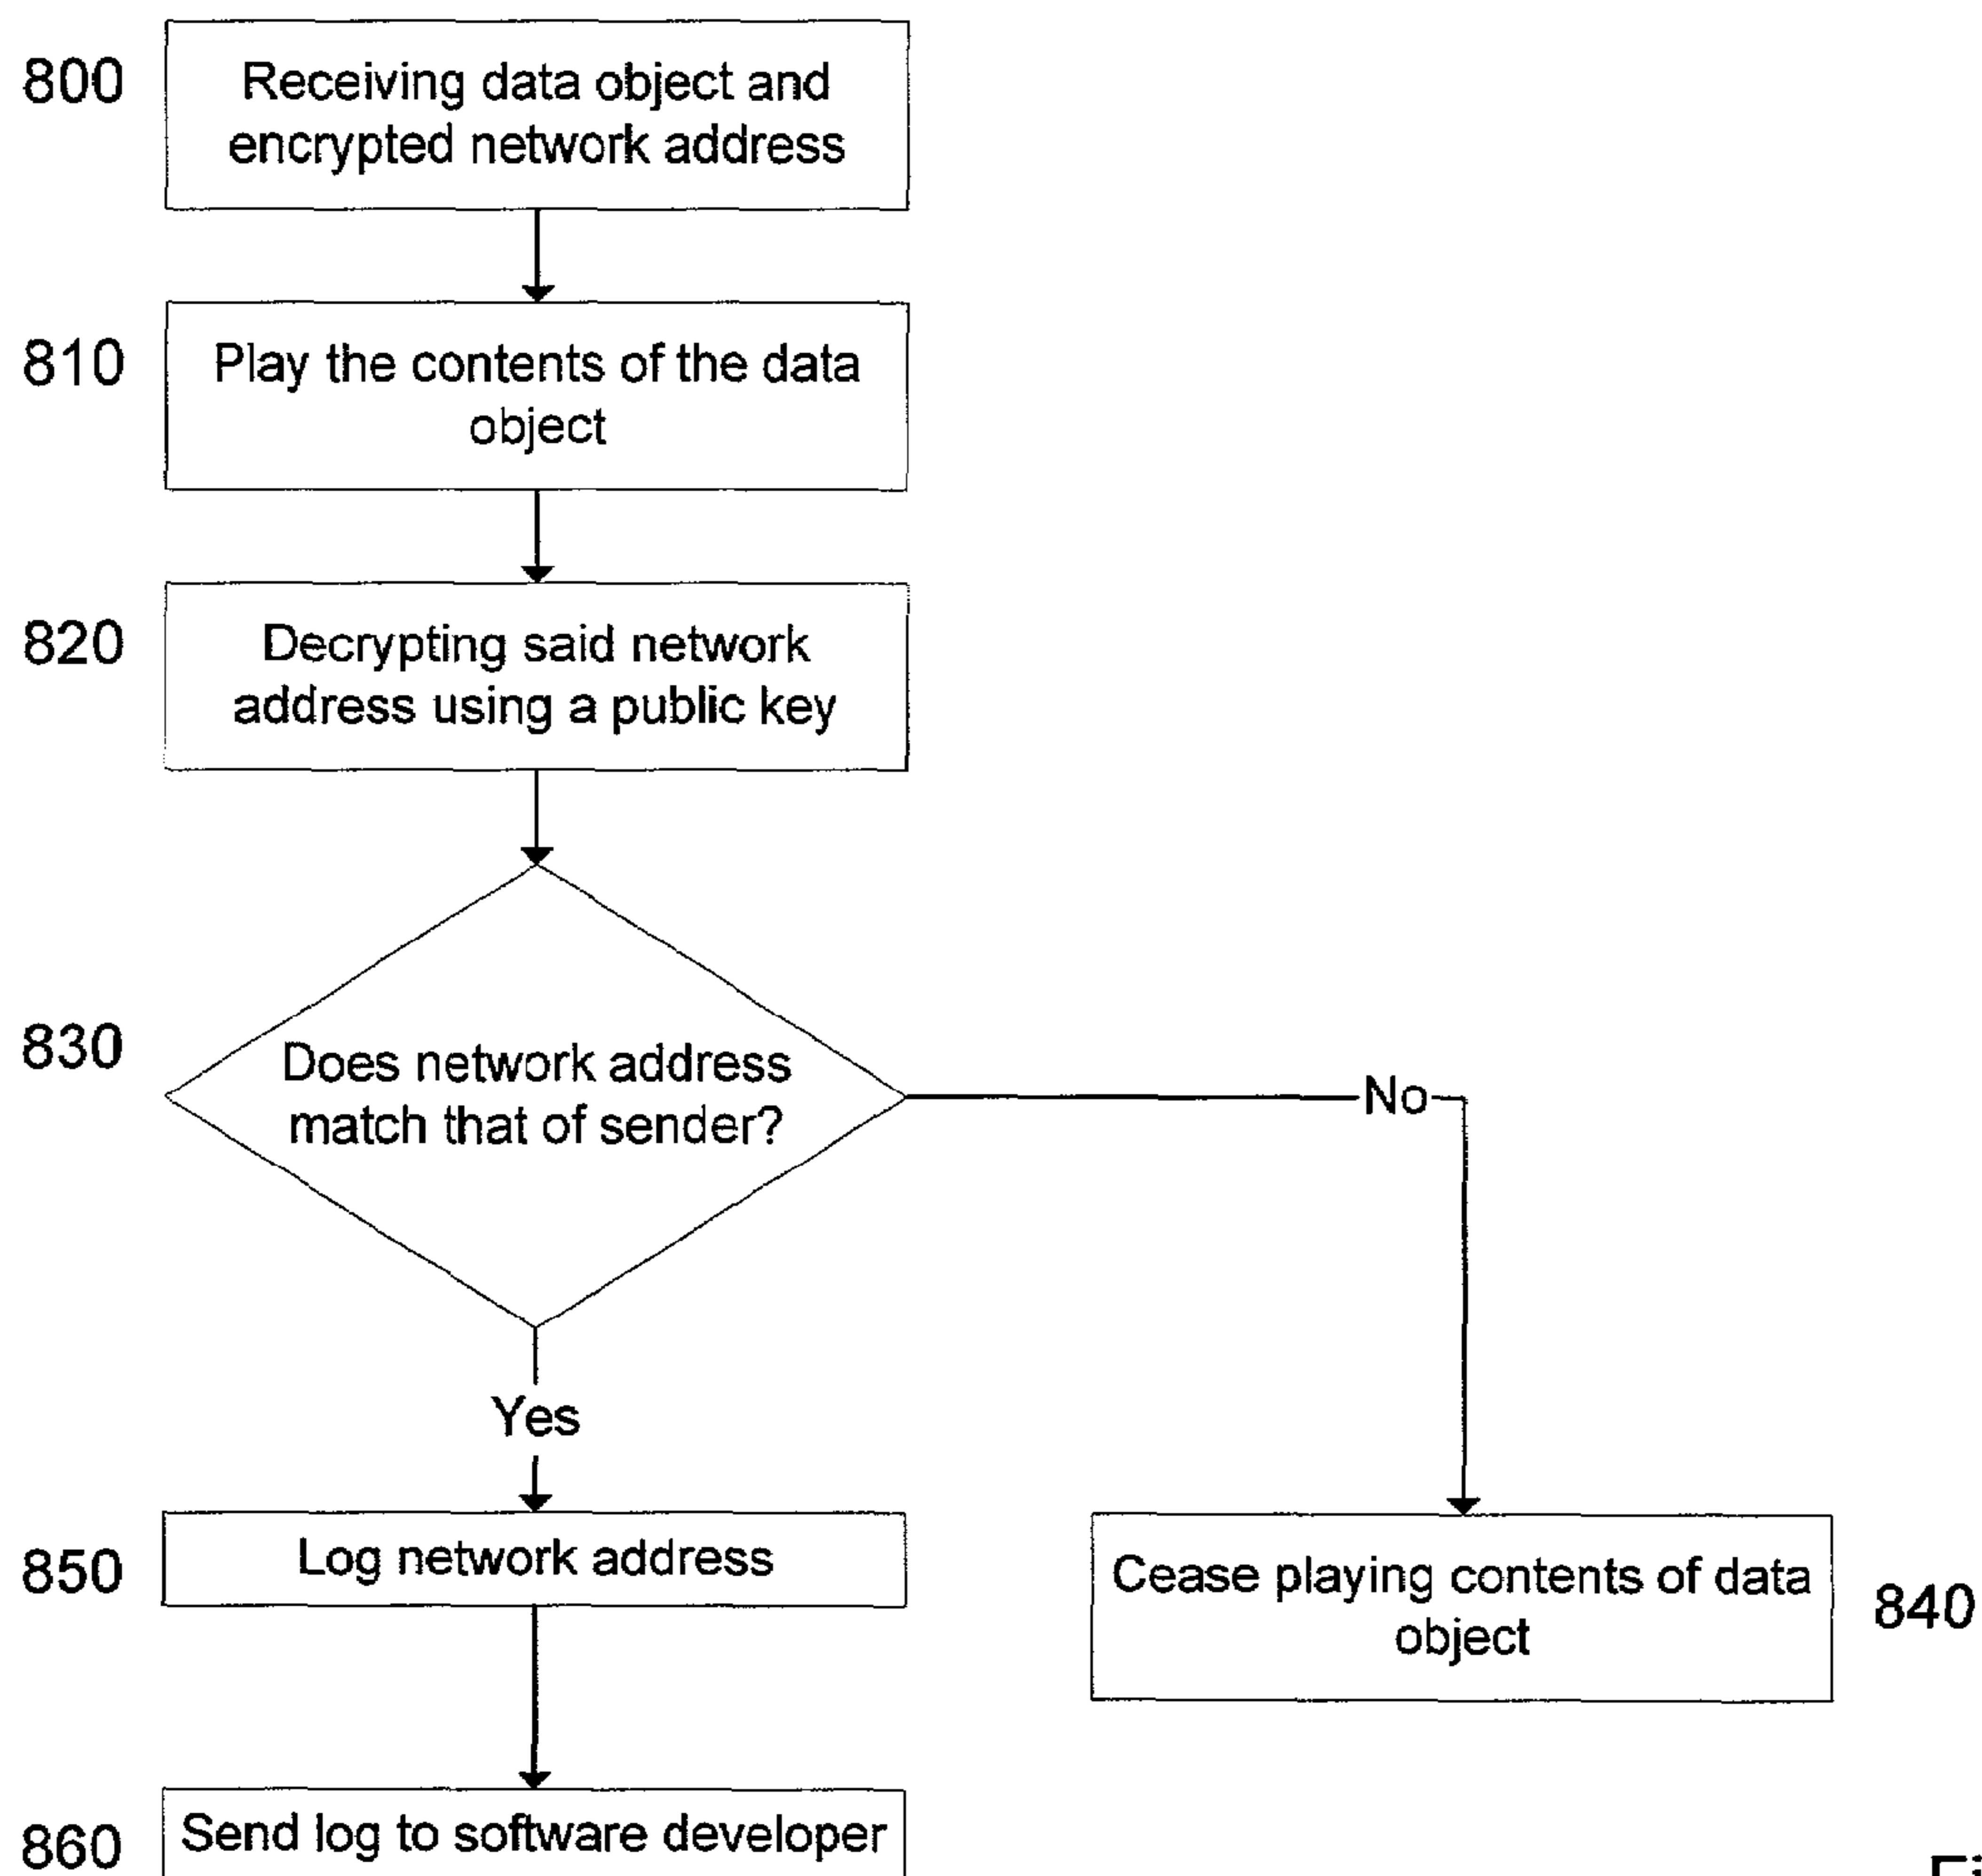 800
Receiving data object and
encrypted network address
810
Play the contents of the data
object
820
Decrypting said network
address using a public key
830
Does network address
match that of sender?
No
Yes
850
Log network address
Cease playing contents of data
object
840
860
Send log to software developer